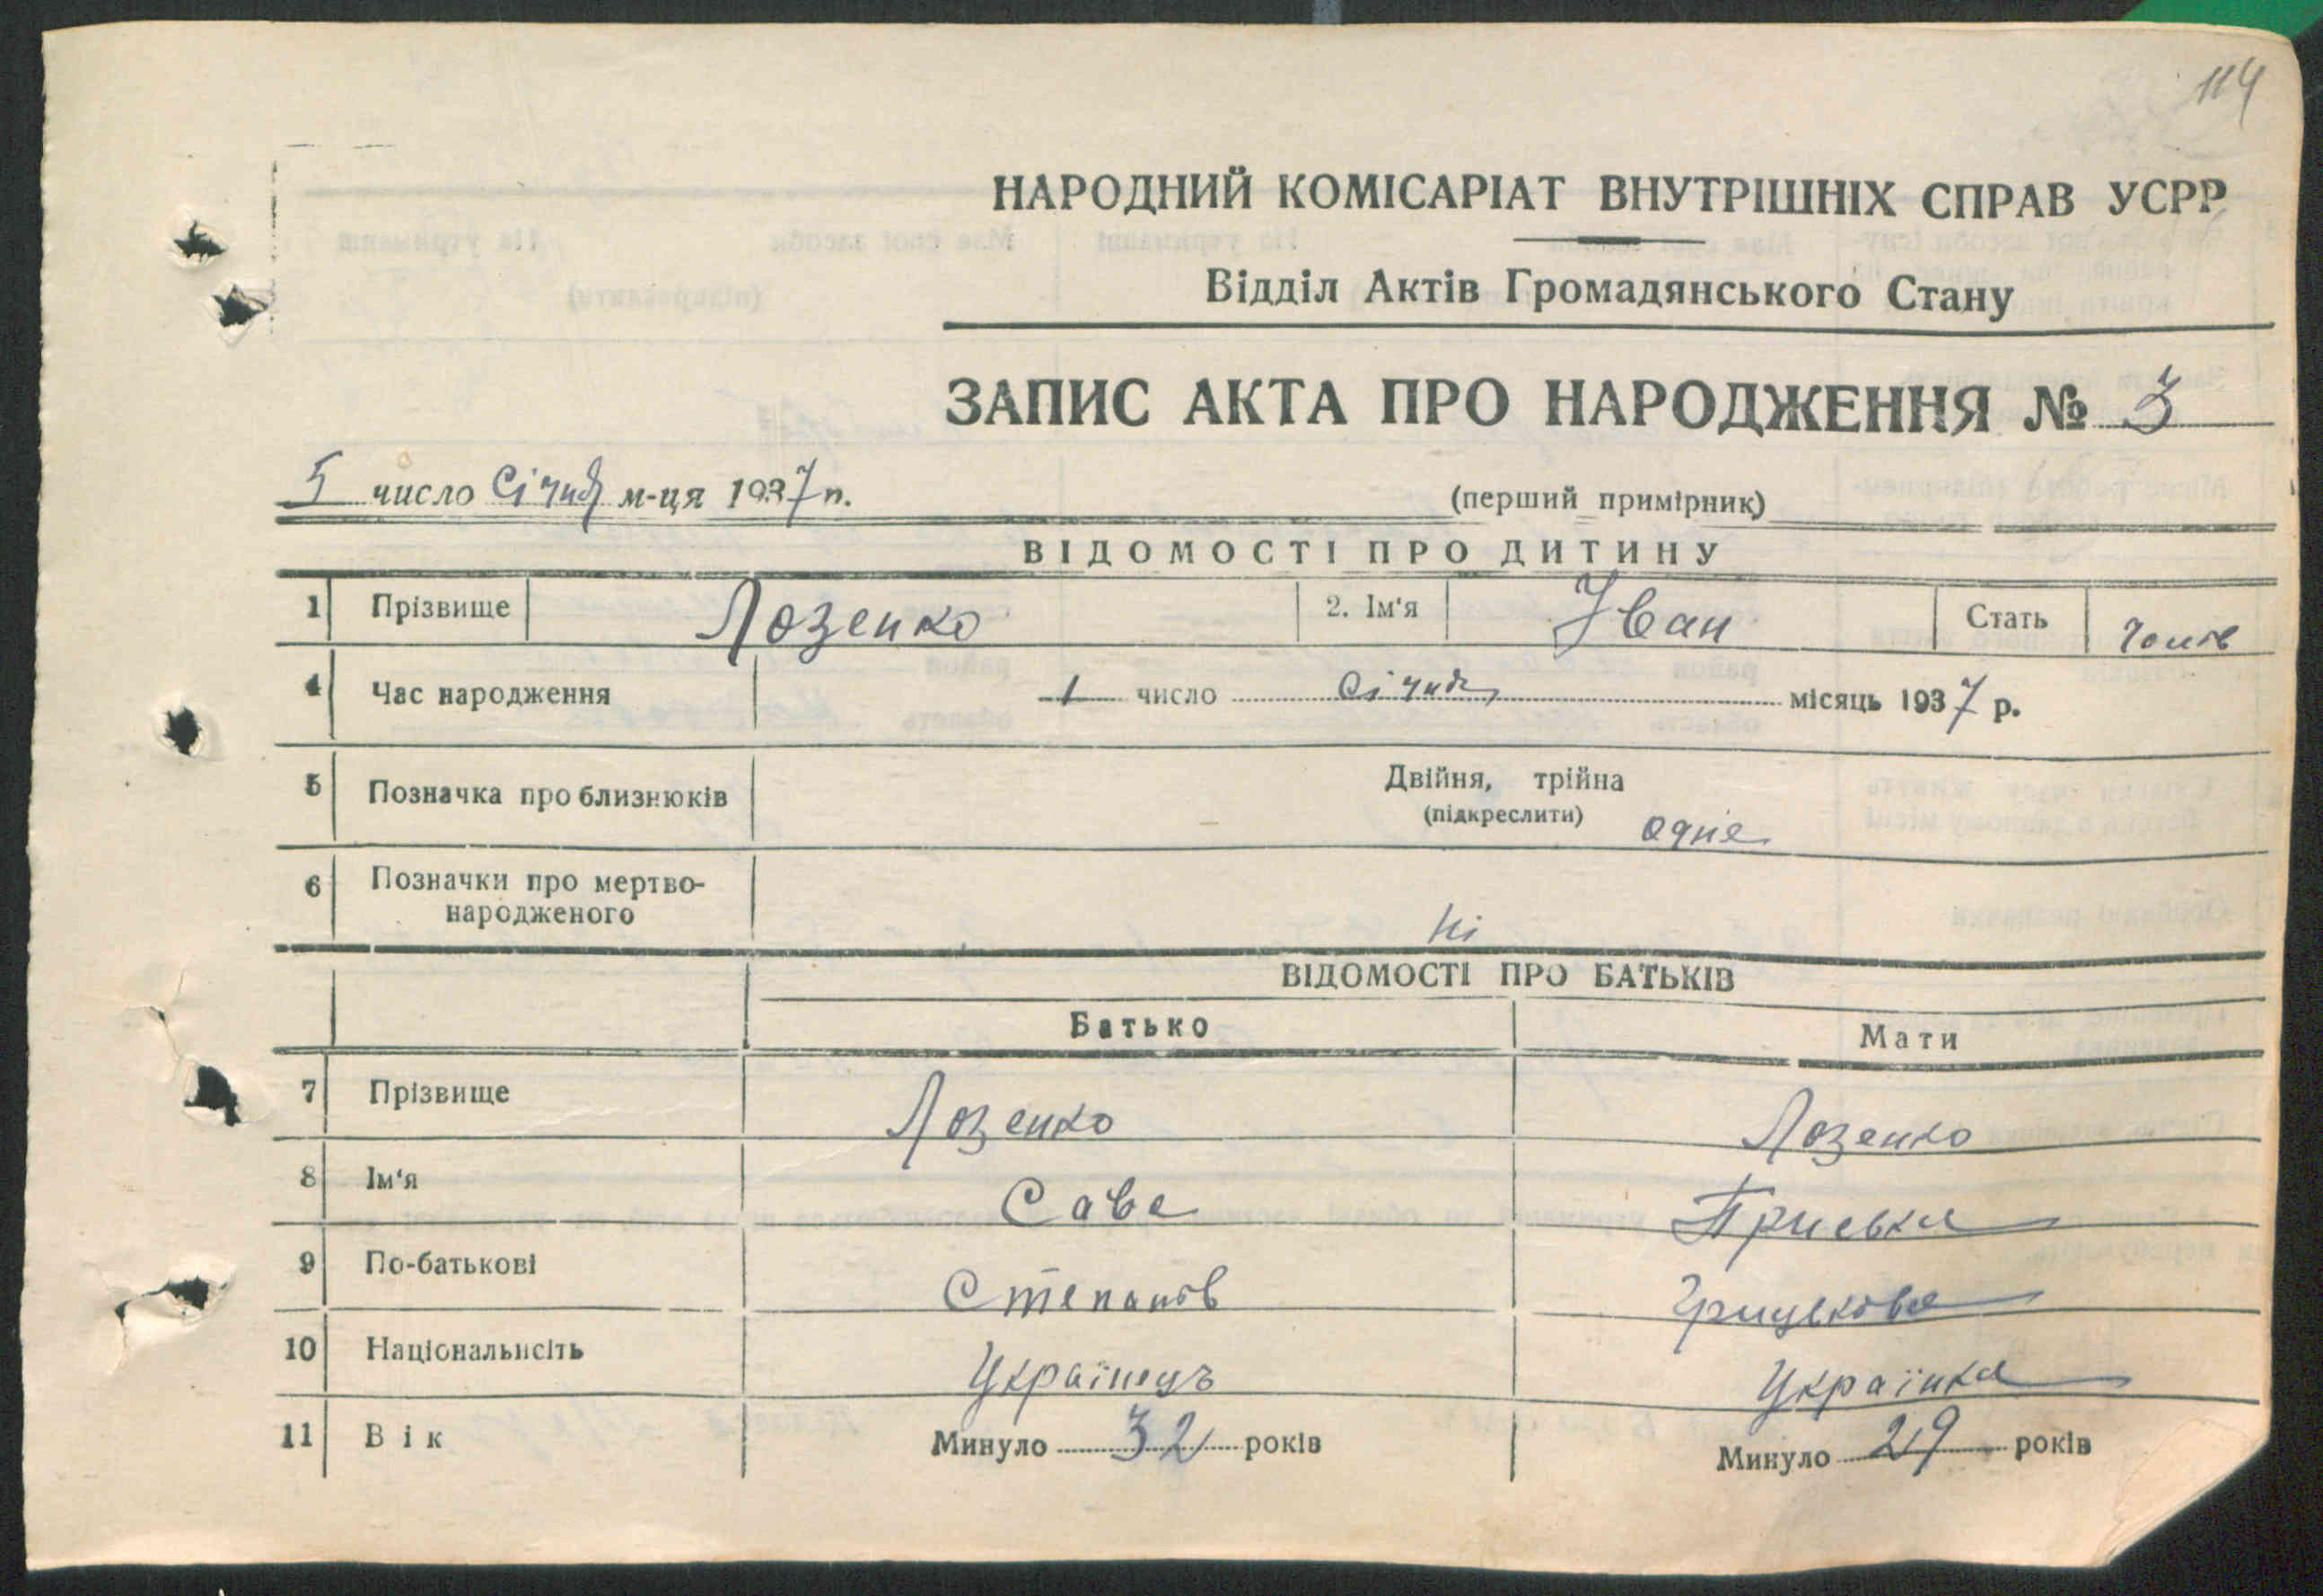 114
НАРОДНИЙ КОМІСАРІАТ ВНУТРІШНІХ СПРАВ УСРР
Відділ Актів Громадянського Стану
ЗАПИС АКТА ПРО НАРОДЖЕННЯ № 3
5 число Січня м-ця 1937 р. (перший примірник)
ВІДОМОСТІ ПРО ДИТИНУ
1 Прізвище Лозенко 2. Ім'я Іван Стать чолов
4 Час народження 1 число Січня місяць 1937 р.
5 Позначка про близнюків Двійня, трійна
(підкреслити) одне
6 Позначки про мертво-
народженого Ні
ВІДОМОСТІ ПРО БАТЬКІВ
Батько Мати
7 Прізвище Лозенко Лозенко
8 Ім'я Сава Приська
9 По-батькові Степанов Грицькова
10 Національнсіть Українець Українка
11 Вік Минуло 32 років Минуло 29 років